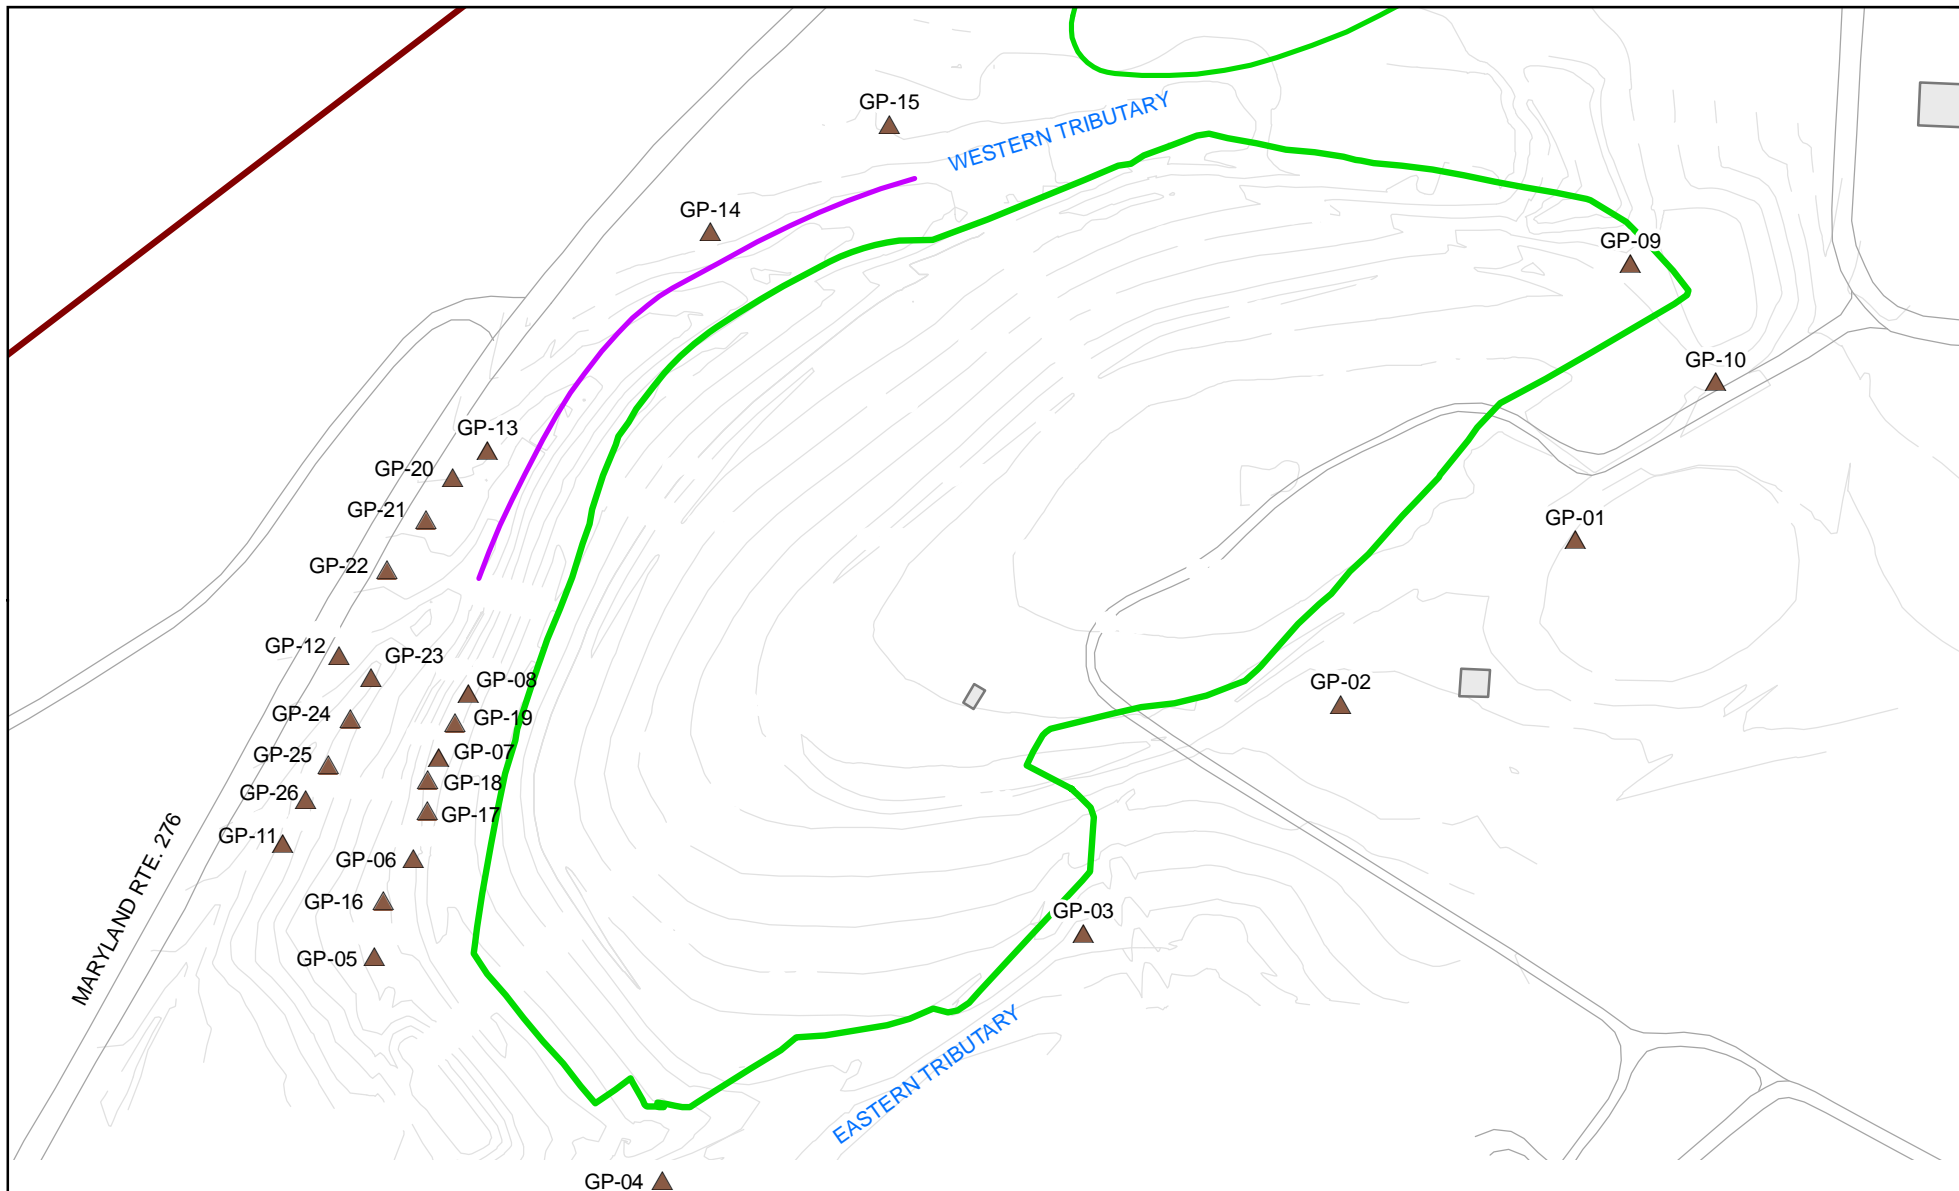 GP-15
WESTERN TRIBUTARY
GP-14
GP-09
GP-10
GP-13
GP-20
GP-21
GP-01
GP-22
GP-12
GP-23
GP-08
GP-02
GP-24
GP-19
GP-25
GP-07
GP-18
GP-26
GP-17
GP-11
MARYLAND RTE. 276
GP-06
GP-16
GP-03
GP-05
EASTERN TRIBUTARY
GP-04